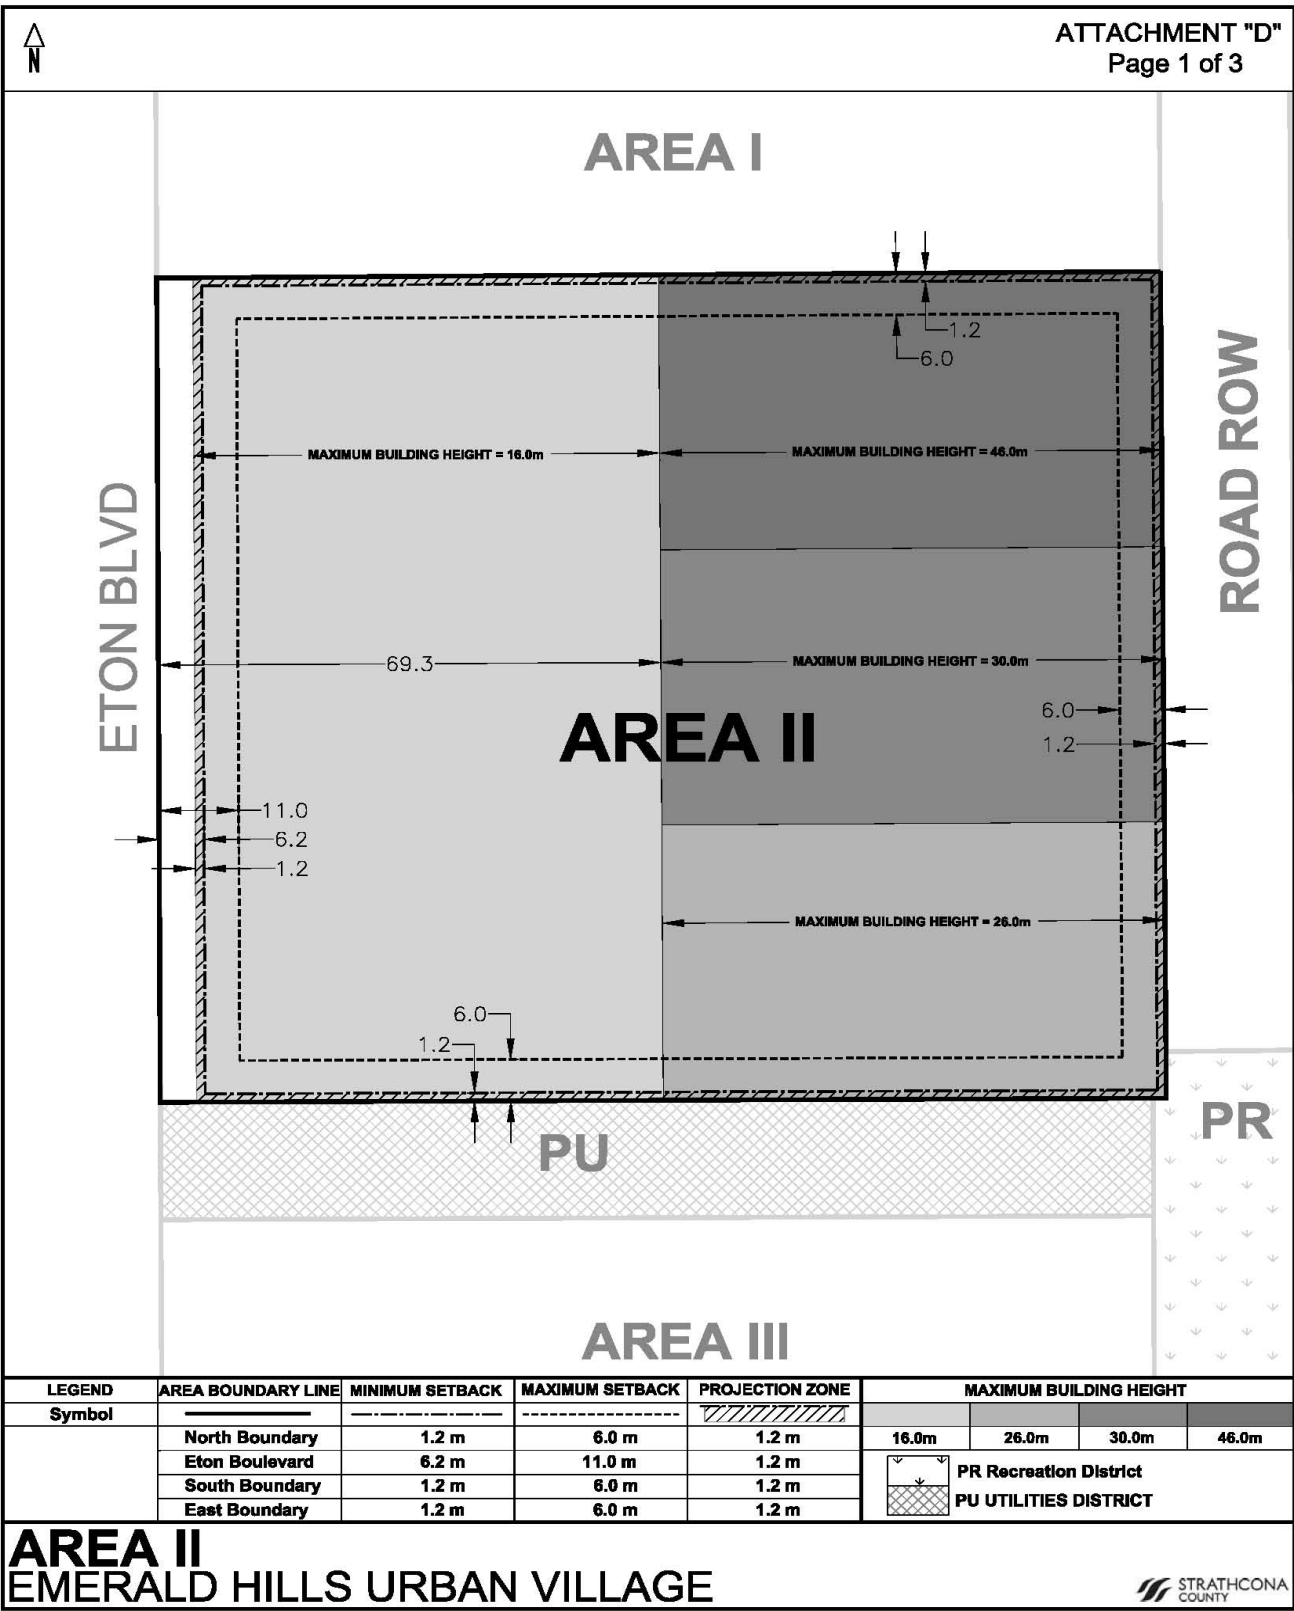 N
ATTACHMENT "D"
Page 1 of 3
AREA I
1.2
6.0
MAXIMUM BUILDING HEIGHT = 16.0m
MAXIMUM BUILDING HEIGHT = 46.0m
ETON BLVD
ROAD ROW
69.3
MAXIMUM BUILDING HEIGHT = 30.0m
6.0
AREA II
1.2
11.0
6.2
1.2
MAXIMUM BUILDING HEIGHT = 26.0m
6.0
1.2
PU
PR
AREA III
LEGEND AREA BOUNDARY LINE MINIMUM SETBACK MAXIMUM SETBACK PROJECTION ZONE MAXIMUM BUILDING HEIGHT
Symbol
North Boundary 1.2 m 6.0 m 1.2 m 16.0m 26.0m 30.0m 46.0m
Eton Boulevard 6.2 m 11.0 m 1.2 m
PR Recreation District
South Boundary 1.2 m 6.0 m 1.2 m
PU UTILITIES DISTRICT
East Boundary 1.2 m 6.0 m 1.2 m
AREA II
EMERALD HILLS URBAN VILLAGE
STRATHCONA
COUNTY